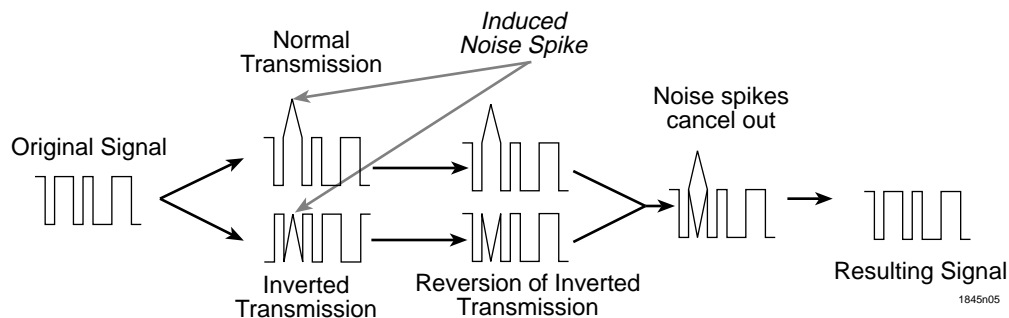 Induced
Noise Spike
Normal
Transmission
Noise spikes
cancel out
Original Signal
Inverted
Transmission
Reversion of Inverted
Transmission
Resulting Signal
1845n05